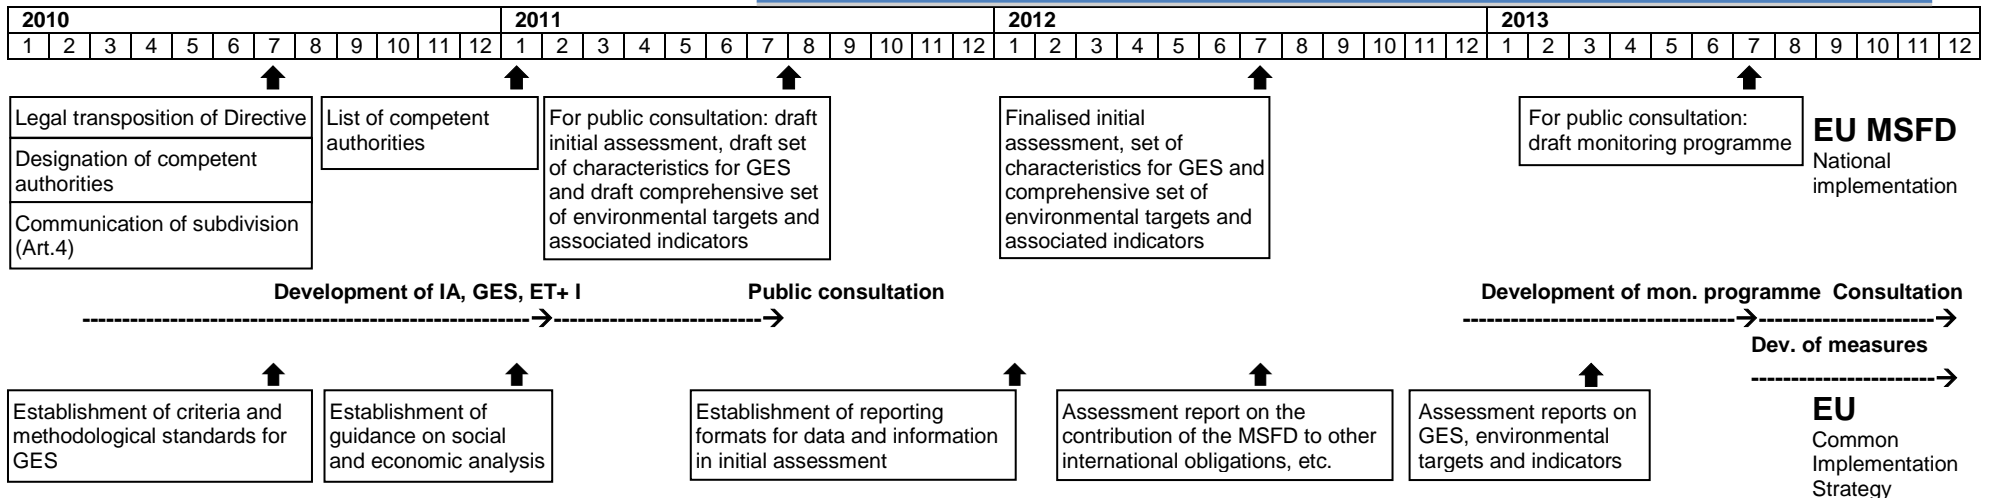 2010 2011 2012 2013
1 2 3 4 5 6 7 8 9 10 11 12 1 2 3 4 5 6 7 8 9 10 11 12 1 2 3 4 5 6 7 8 9 10 11 12 1 2 3 4 5 6 7 8 9 10 11 12
Legal transposition of Directive
Designation of competent
authorities
Communication of subdivision
(Art.4)
List of competent
authorities
For public consultation: draft
initial assessment, draft set
of characteristics for GES
and draft comprehensive set
of environmental targets and
associated indicators
Finalised initial
assessment, set of
characteristics for GES and
comprehensive set of
environmental targets and
associated indicators
For public consultation:
draft monitoring programme
EU MSFD
National
implementation
Development of IA, GES, ET+ I
Public consultation
Development of mon. programme
Consultation
Dev. of measures
Establishment of criteria and
methodological standards for
GES
Establishment of
guidance on social
and economic analysis
Establishment of reporting
formats for data and information
in initial assessment
Assessment report on the
contribution of the MSFD to other
international obligations, etc.
Assessment reports on
GES, environmental
targets and indicators
EU
Common
Implementation
Strategy